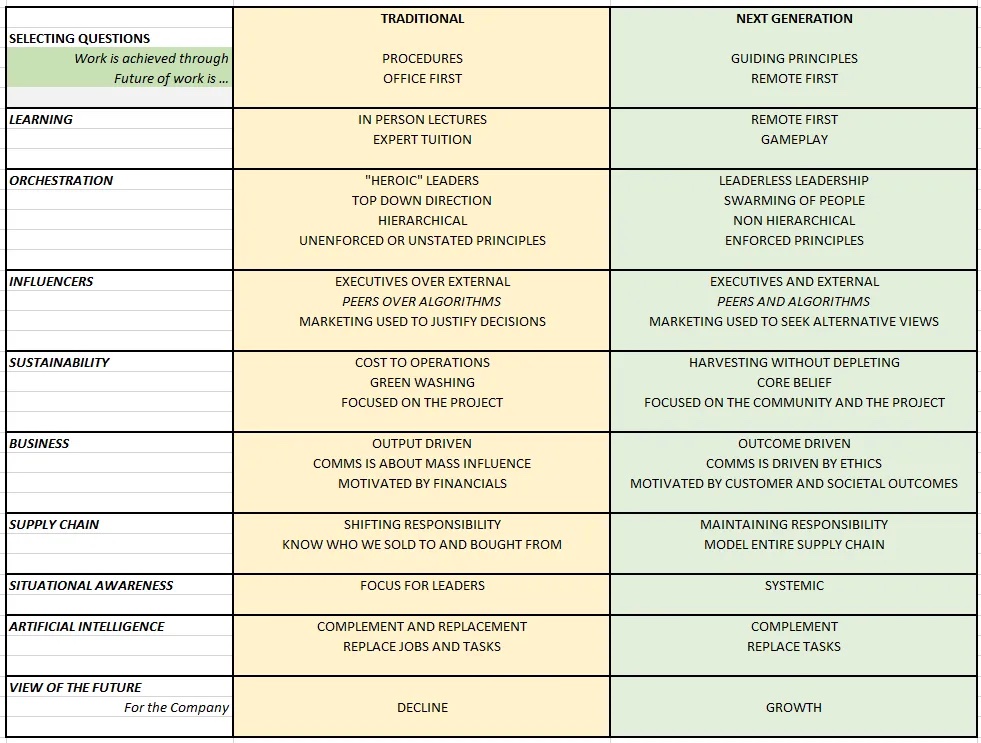 TRADITIONAL NEXT GENERATION
SELECTING QUESTIONS
Work is achieved through PROCEDURES GUIDING PRINCIPLES
Future of work is ... OFFICE FIRST REMOTE FIRST
LEARNING IN PERSON LECTURES REMOTE FIRST
EXPERT TUITION GAMEPLAY
ORCHESTRATION "HEROIC" LEADERS LEADERLESS LEADERSHIP
TOP DOWN DIRECTION SWARMING OF PEOPLE
HIERARCHICAL NON HIERARCHICAL
UNENFORCED OR UNSTATED PRINCIPLES ENFORCED PRINCIPLES
INFLUENCERS EXECUTIVES OVER EXTERNAL EXECUTIVES AND EXTERNAL
PEERS OVER ALGORITHMS PEERS AND ALGORITHMS
MARKETING USED TO JUSTIFY DECISIONS MARKETING USED TO SEEK ALTERNATIVE VIEWS
SUSTAINABILITY COST TO OPERATIONS HARVESTING WITHOUT DEPLETING
GREEN WASHING CORE BELIEF
FOCUSED ON THE PROJECT FOCUSED ON THE COMMUNITY AND THE PROJECT
BUSINESS OUTPUT DRIVEN OUTCOME DRIVEN
COMMS IS ABOUT MASS INFLUENCE COMMS IS DRIVEN BY ETHICS
MOTIVATED BY FINANCIALS MOTIVATED BY CUSTOMER AND SOCIETAL OUTCOMES
SUPPLY CHAIN SHIFTING RESPONSIBILITY MAINTAINING RESPONSIBILITY
KNOW WHO WE SOLD TO AND BOUGHT FROM MODEL ENTIRE SUPPLY CHAIN
SITUATIONAL AWARENESS FOCUS FOR LEADERS SYSTEMIC
ARTIFICIAL INTELLIGENCE COMPLEMENT AND REPLACEMENT COMPLEMENT
REPLACE JOBS AND TASKS REPLACE TASKS
VIEW OF THE FUTURE
For the Company DECLINE GROWTH